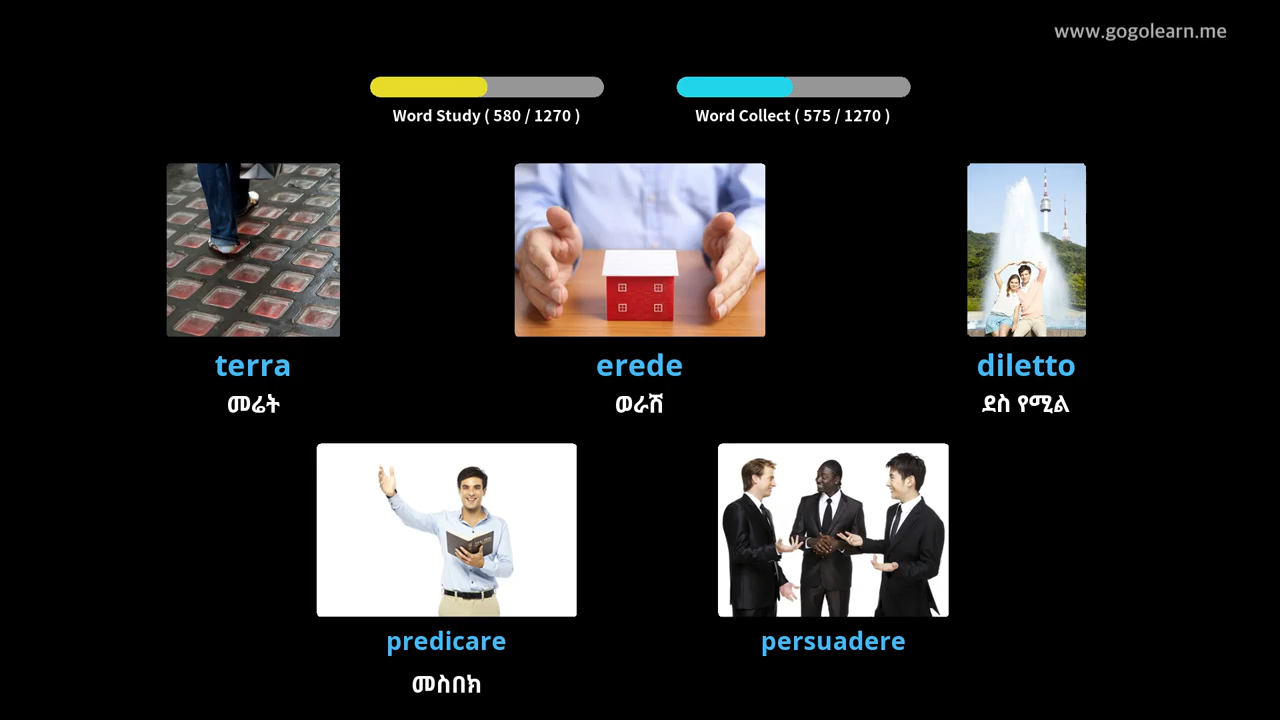 www.gogolearn.me
Word Study ( 580 / 1270 )
Word Collect ( 575 / 1270 )
terra
መሬት
erede
ወራሽ
diletto
ደስ የሚል
predicare
መስበክ
persuadere